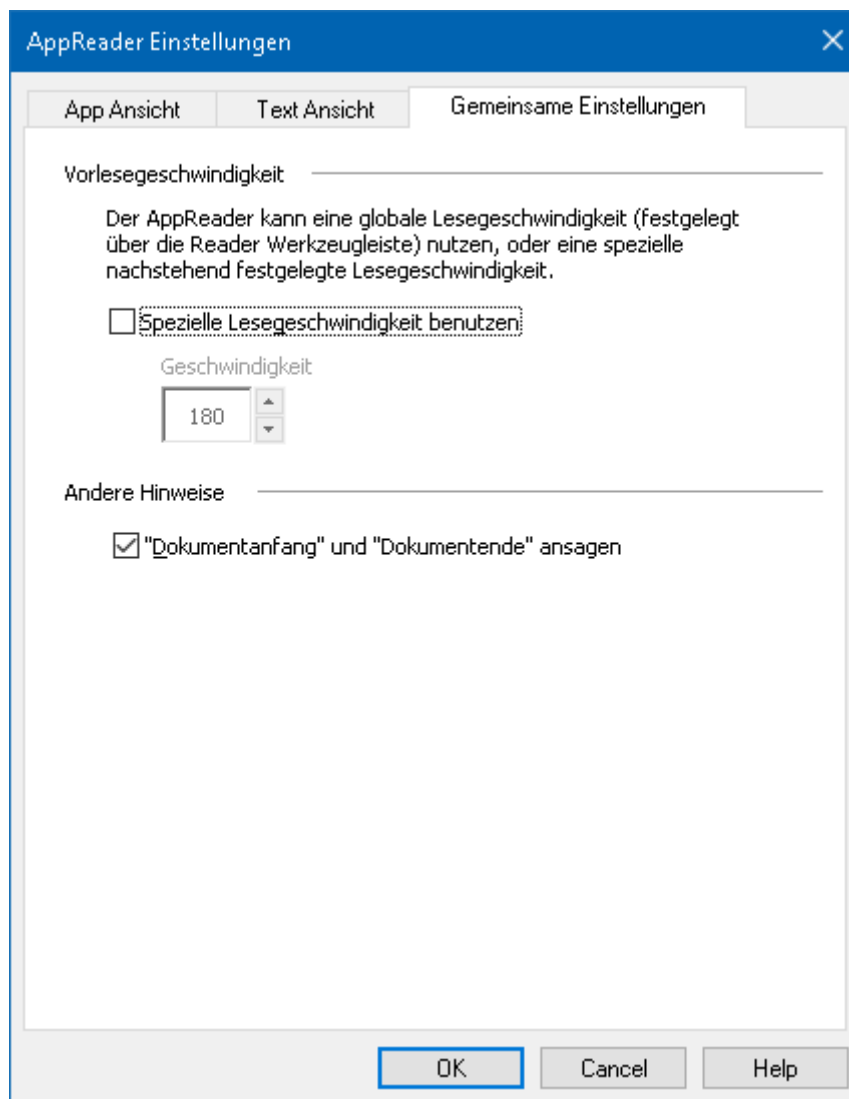 AppReader Einstellungen
App Ansicht Text Ansicht Gemeinsame Einstellungen
Vorlesegeschwindigkeit
Der AppReader kann eine globale Lesegeschwindigkeit (festgelegt
über die Reader Werkzeugleiste) nutzen, oder eine spezielle
nachstehend festgelegte Lesegeschwindigkeit.
Spezielle Lesegeschwindigkeit benutzen
Geschwindigkeit
180
Andere Hinweise
"Dokumentanfang" und "Dokumentende" ansagen
OK Cancel Help